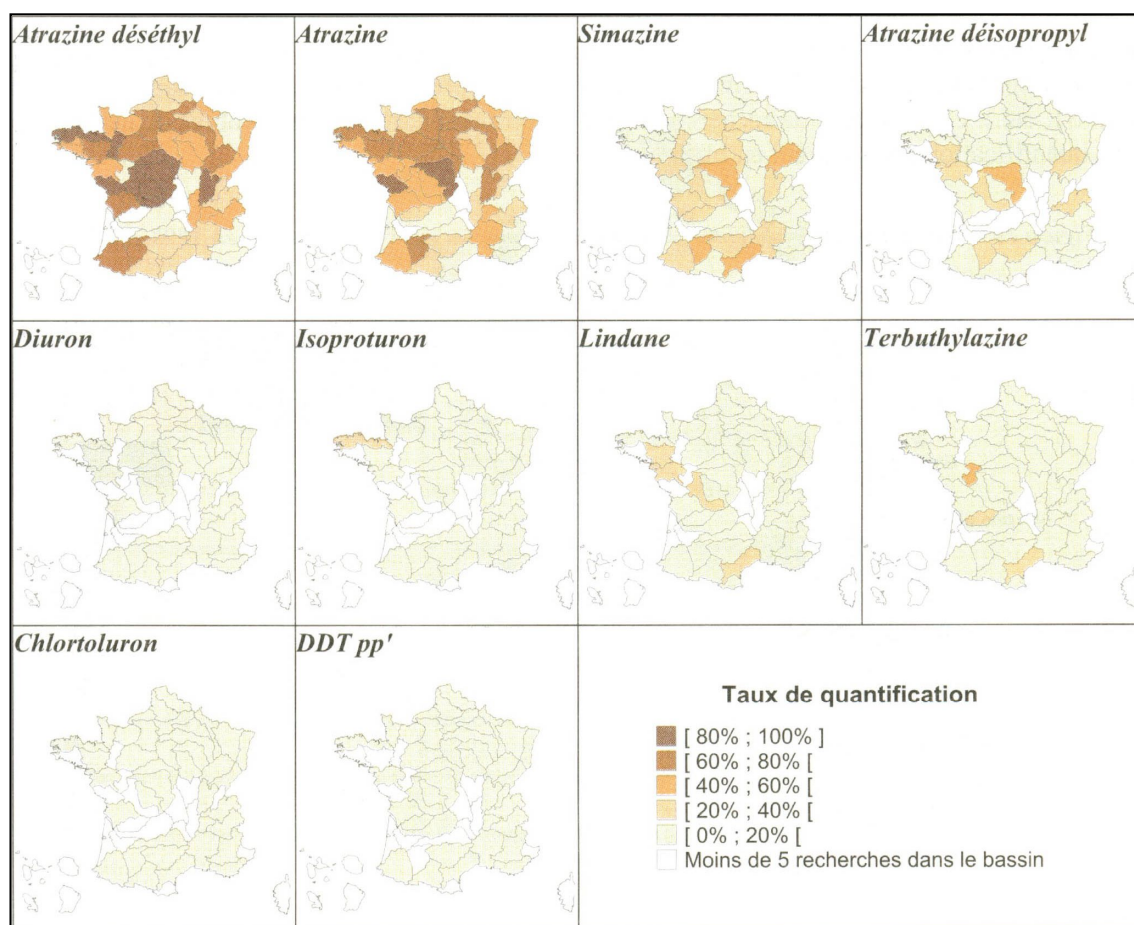 Atrazine déséthyl
Atrazine
Simazine
Atrazine déisopropyl
Diuron
Isoproturon
Lindane
Terbuthylazine
Chlortoluron
DDT pp'
Taux de quantification
[ 80% ; 100% ]
[ 60% ; 80% [
[ 40% ; 60% [
[ 20% ; 40% [
[ 0% ; 20% [
Moins de 5 recherches dans le bassin